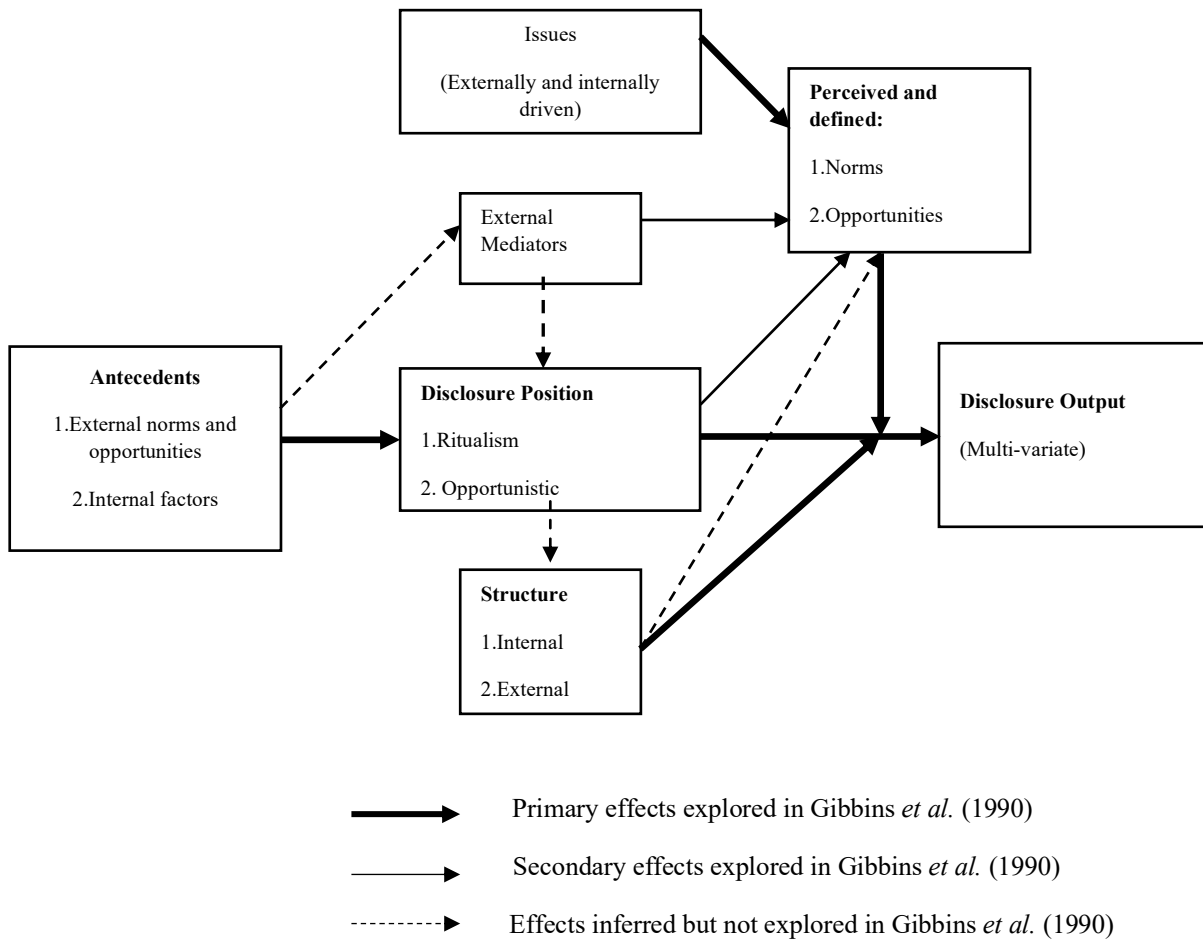 Issues
(Externally and internally
driven)
Perceived and
defined:
1.Norms
2.Opportunities
External
Mediators
Antecedents
1.External norms and
opportunities
2.Internal factors
Disclosure Position
1.Ritualism
2. Opportunistic
Disclosure Output
(Multi-variate)
Structure
1.Internal
2.External
Primary effects explored in Gibbins et al. (1990)
Secondary effects explored in Gibbins et al. (1990)
Effects inferred but not explored in Gibbins et al. (1990)